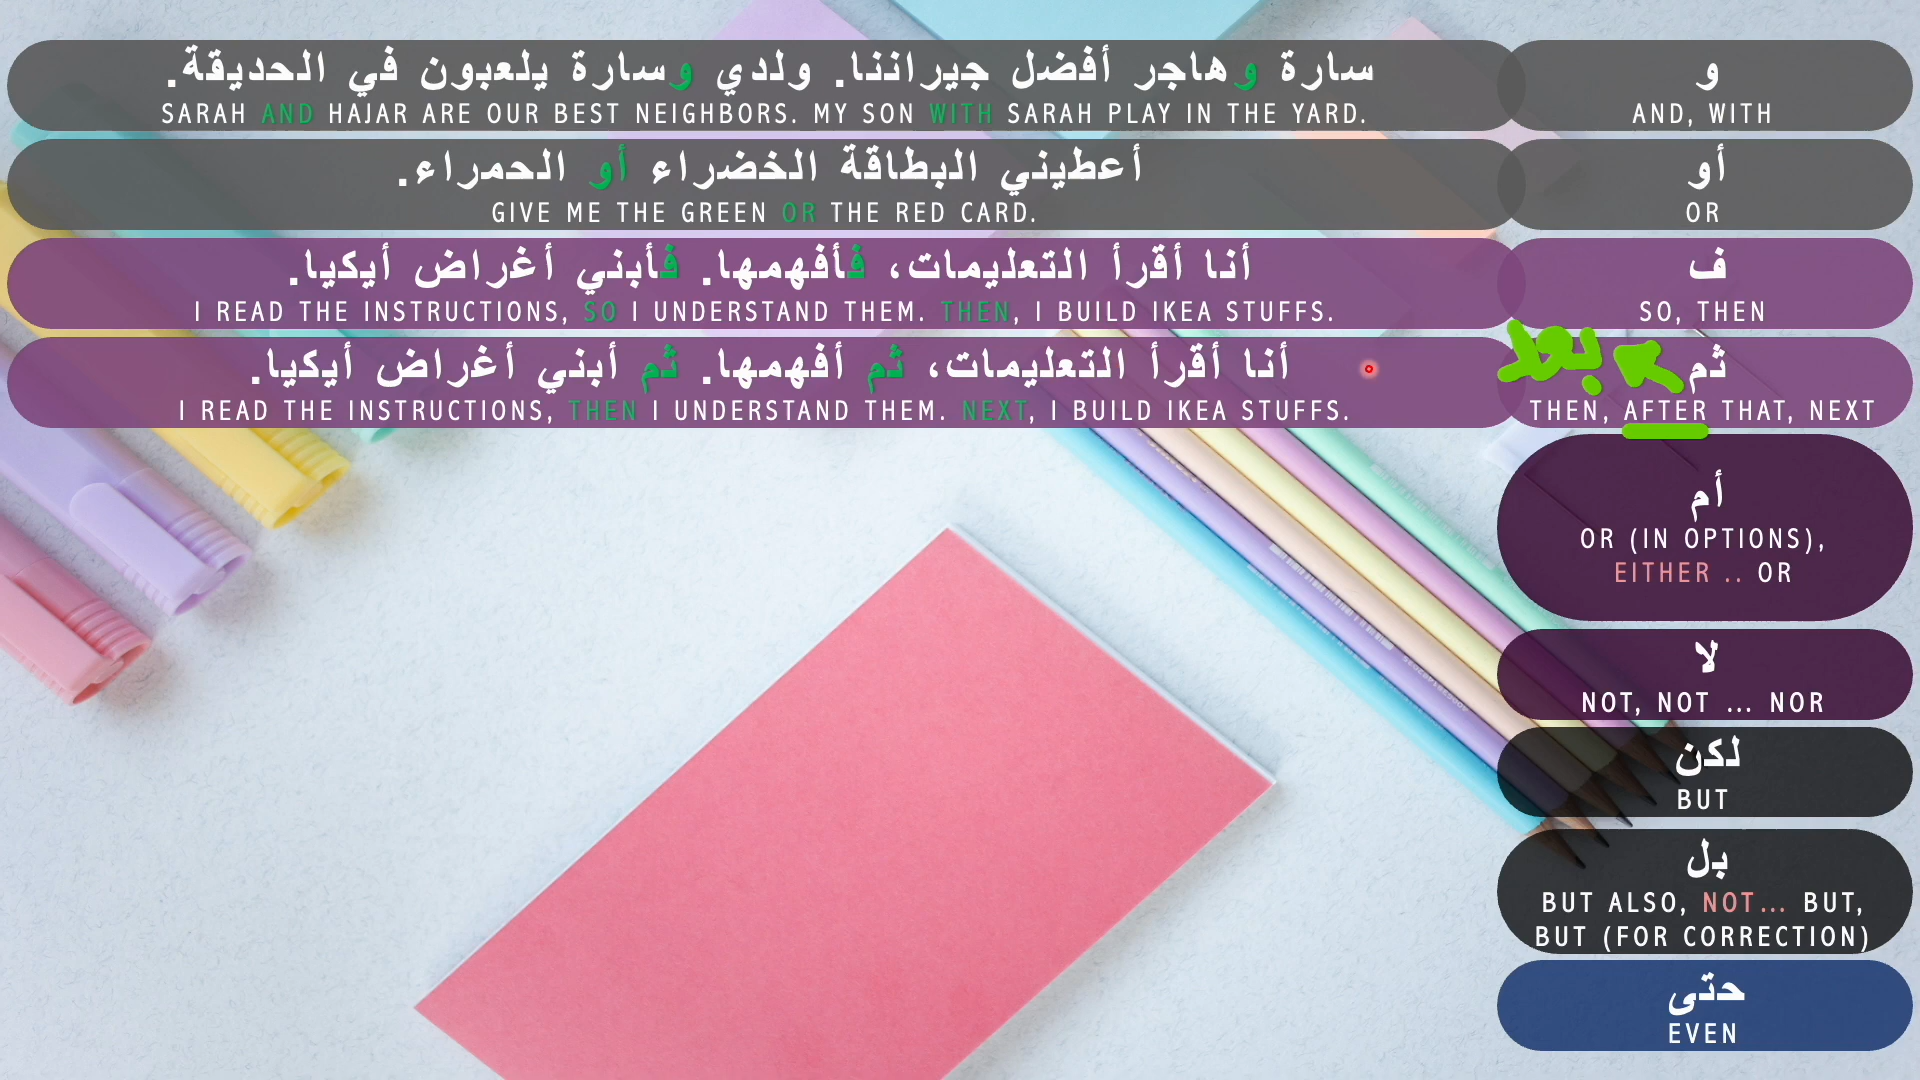 سارة وهاجر أفضل جيراننا. ولدي وسارة يلعبون في الحديقة.
SARAH AND HAJAR ARE OUR BEST NEIGHBORS. MY SON WITH SARAH PLAY IN THE YARD.
و
AND, WITH
أعطيني البطاقة الخضراء أو الحمراء.
GIVE ME THE GREEN OR THE RED CARD.
أو
OR
أنا أقرأ التعليمات، فأفهمها. فأبني أغراض أيكيا.
I READ THE INSTRUCTIONS, SO I UNDERSTAND THEM. THEN, I BUILD IKEA STUFFS.
ف
SO, THEN
أنا أقرأ التعليمات، ثم أفهمها. ثم أبني أغراض أيكيا.
I READ THE INSTRUCTIONS, THEN I UNDERSTAND THEM. NEXT, I BUILD IKEA STUFFS.
ثم
بعد
THEN, AFTER THAT, NEXT
أم
OR (IN OPTIONS),
EITHER .. OR
لا
NOT, NOT ... NOR
لكن
BUT
بل
BUT ALSO, NOT... BUT,
BUT (FOR CORRECTION)
حتى
EVEN